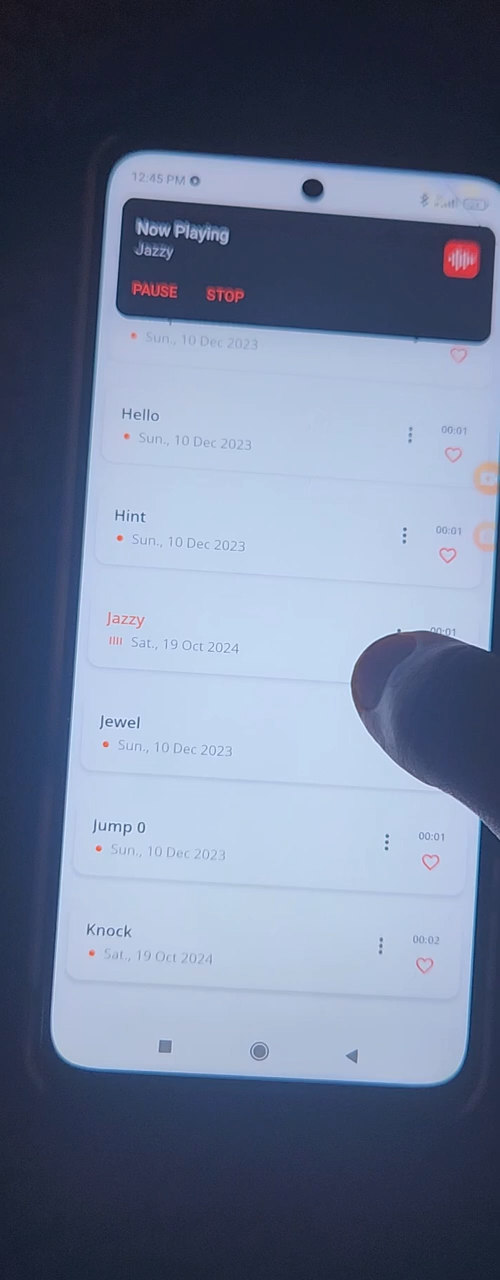 12:45 PM
Now Playing
Jazzy
PAUSE STOP
Sun., 10 Dec 2023
Hello
Sun., 10 Dec 2023
00:01
Hint
Sun., 10 Dec 2023
00:01
Jazzy
Sat., 19 Oct 2024
00:01
Jewel
Sun., 10 Dec 2023
Jump 0
Sun., 10 Dec 2023
00:01
Knock
Sat., 19 Oct 2024
00:02